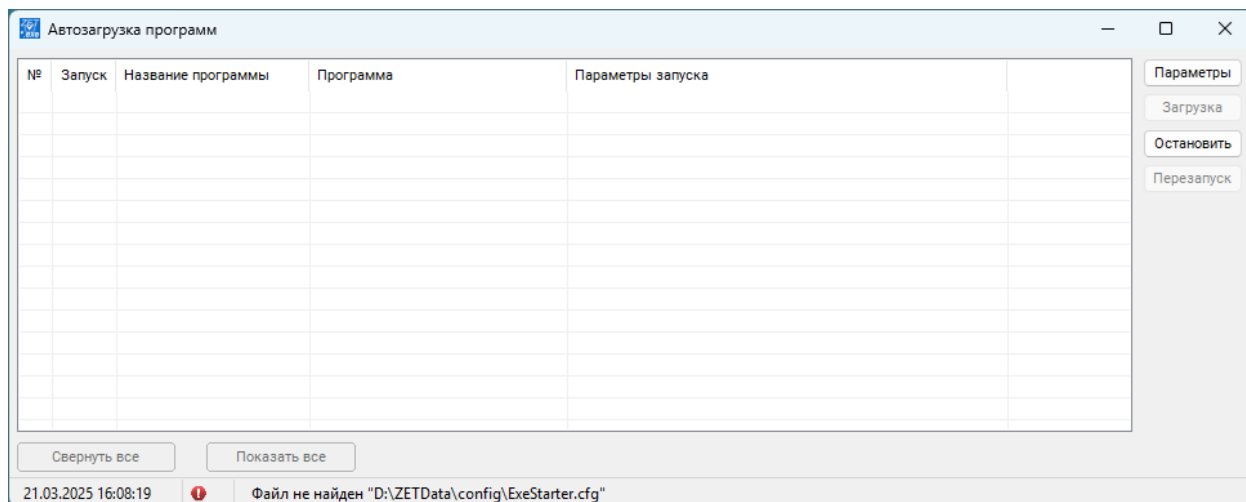 Автозагрузка программ
№ Запуск Название программы Программа Параметры запуска
Параметры
Загрузка
Остановить
Перезапуск
Свернуть все Показать все
21.03.2025 16:08:19 Файл не найден "D:\ZETData\config\ExeStarter.cfg"